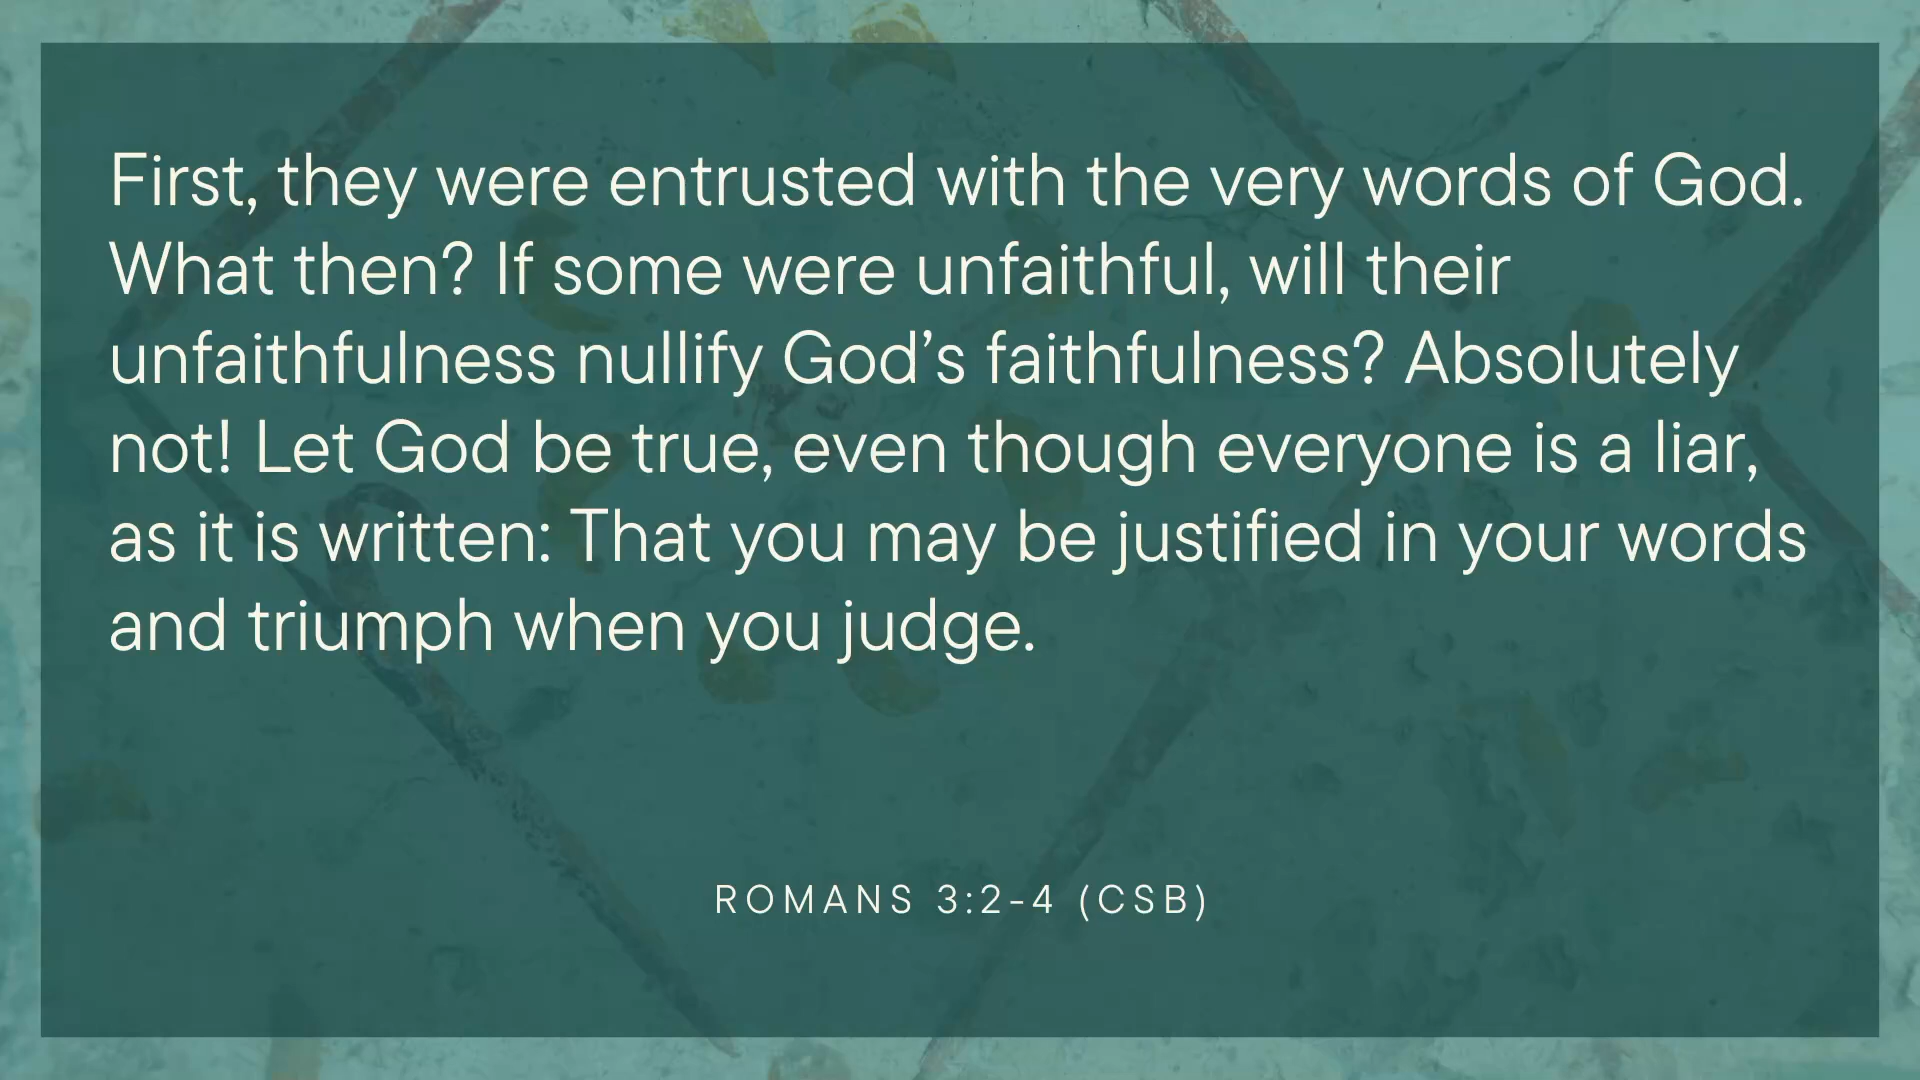 First, they were entrusted with the very words of God.
What then? If some were unfaithful, will their
unfaithfulness nullify God’s faithfulness? Absolutely
not! Let God be true, even though everyone is a liar,
as it is written: That you may be justified in your words
and triumph when you judge.
ROMANS 3:2-4 (CSB)